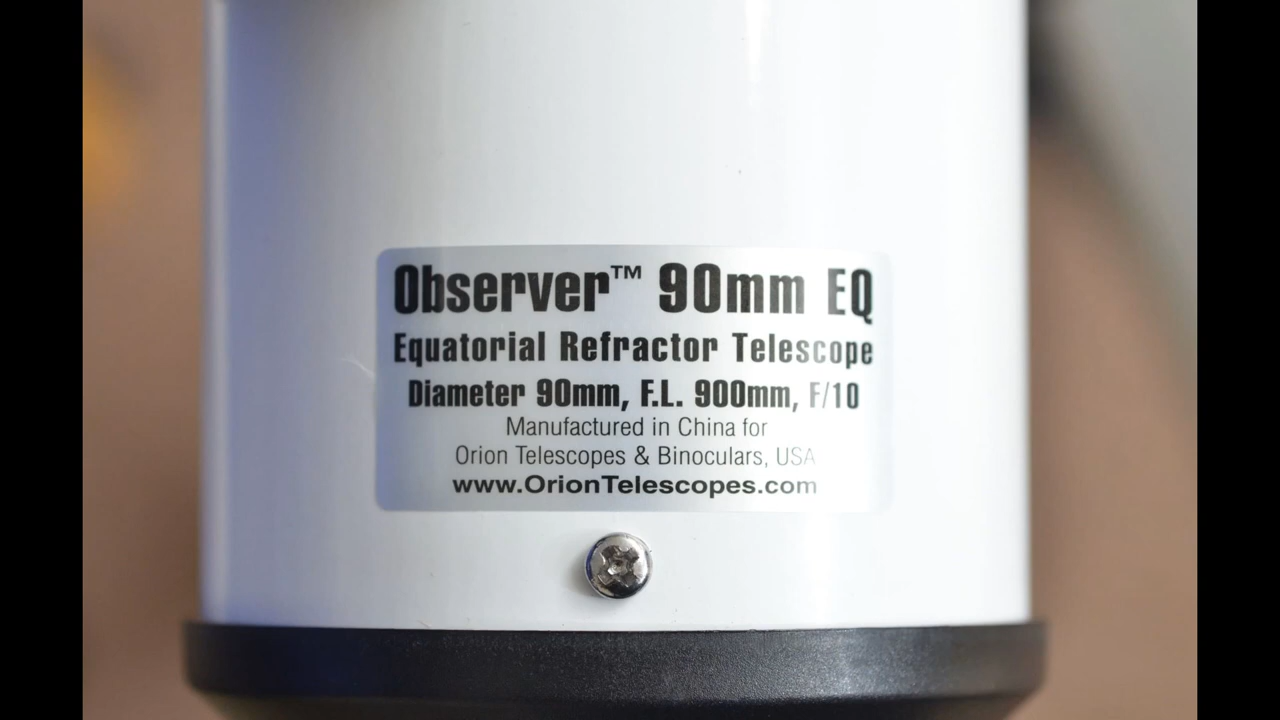 Observer™ 90mm EQ
Equatorial Refractor Telescope
Diameter 90mm, F.L. 900mm, F/10
Manufactured in China for
Orion Telescopes & Binoculars, USA
www.OrionTelescopes.com